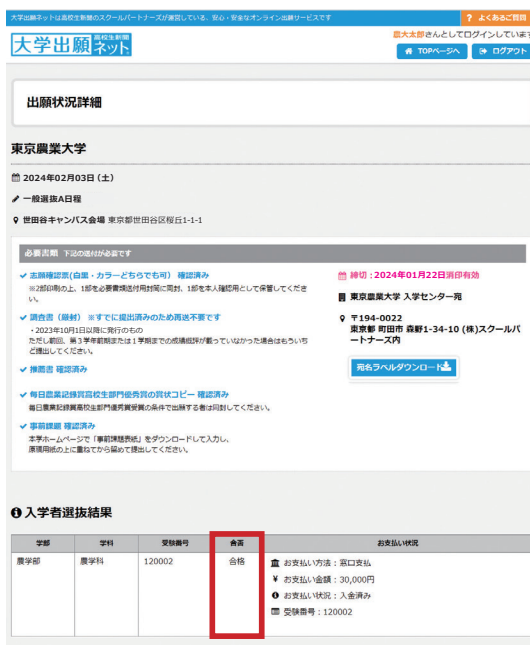 大学出願ネットは高校生新聞のスクールパートナーズが運営している、安心・安全なオンライン出願サービスです
? よくあるご質問
大学出願ネット
高校生新聞
農大太郎さんとしてログインしています
TOPページへ
ログアウト
出願状況詳細
東京農業大学
2024年02月03日 (土)
一般選抜A日程
世田谷キャンパス会場 東京都世田谷区桜丘1-1-1
必要書類 下記の送付が必要です
志願確認票(白黒・カラーどちらでも可) 確認済み
※2部印刷の上、1部を必要書類送付用封筒に同封、1部を本人確認用として保管してくださ
い。
調査書 (厳封) ※すでに提出済みのため再送不要です
・2023年10月1日以降に発行のもの
ただし前回、第3学年前期または1学期までの成績概評が載っていなかった場合はもういち
ど提出してください。
推薦書 確認済み
毎日農業記録賞高校生部門優秀賞の賞状コピー 確認済み
毎日農業記録賞高校生部門優秀賞受賞の条件で出願する者は同封してください。
事前課題 確認済み
本学ホームページで「事前課題表紙」をダウンロードして入力し、
原稿用紙の上に重ねてから留めて提出してください。
締切:2024年01月22日消印有効
東京農業大学 入学センター宛
〒194-0022
東京都 町田市 森野1-34-10 (株)スクールパ
ートナーズ内
宛名ラベルダウンロード
入学者選抜結果
学部 学科 受験番号 合否 お支払い状況
農学部 農学科 120002 合格 お支払い方法:窓口支払
¥ お支払い金額:30,000円
お支払い状況:入金済み
受験番号:120002